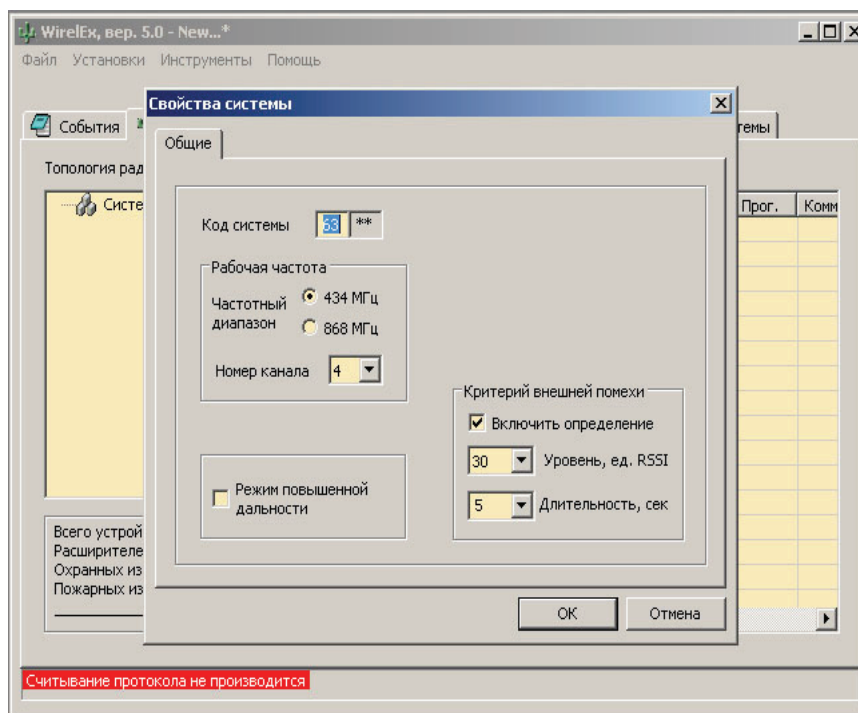 WirelEx, вер. 5.0 - New...*
Файл Установки Инструменты Помощь
События
темы
Топология рад
Систе
Прог. Комм
Свойства системы
Общие
Код системы 63 **
Рабочая частота
Частотный диапазон
434 МГц
868 МГц
Номер канала 4
Критерий внешней помехи
Включить определение
30 Уровень, ед. RSSI
5 Длительность, сек
Режим повышенной
дальности
Всего устрой
Расширителе
Охранных из
Пожарных из
OK Отмена
Считывание протокола не производится